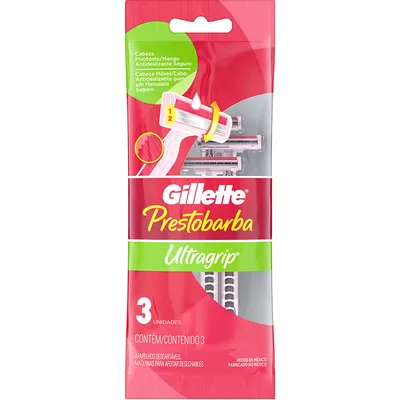 Cabeza
Pivotante/Mango
Antideslizante Seguro
Cabeça Móvel/Cabo
Antideslizante para
um Manuseio
Seguro
1
2
Gillette®
Prestobarba
Ultragrip®
3 UNIDADES
CONTÉM/CONTENIDO 3
APARELHOS DESCARTÁVEIS
MÁQUINAS PARA AFEITAR DESECHABLES
HECHO EN MÉXICO
FABRICADO NO MÉXICO